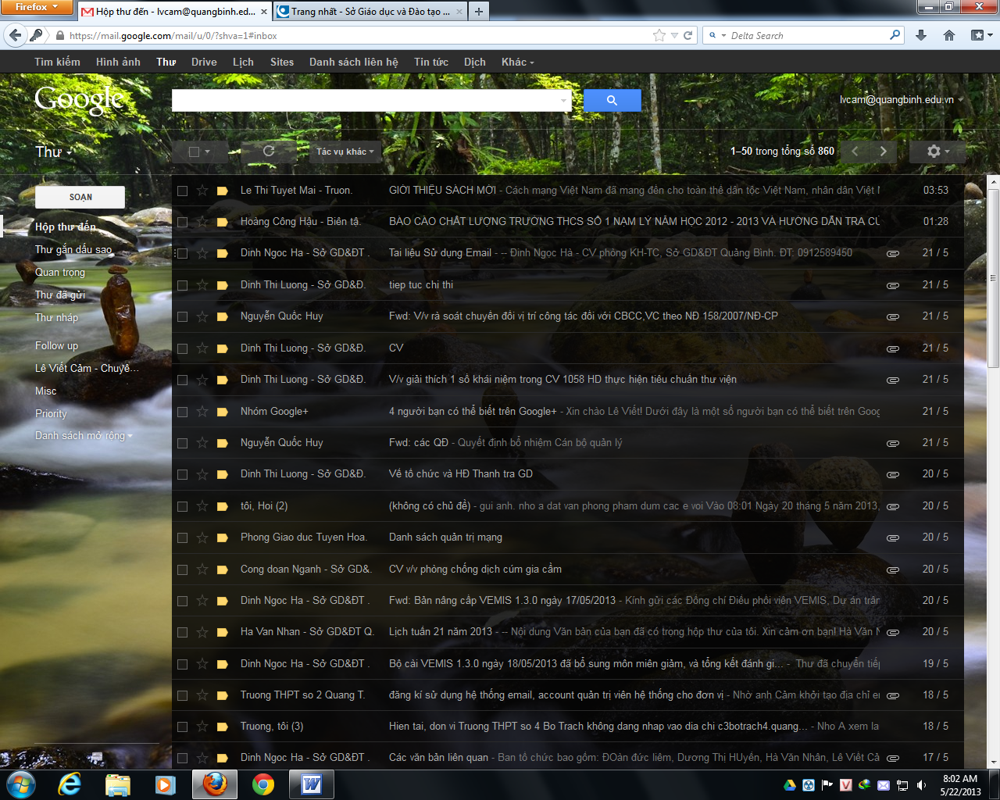 Firefox
Hộp thư đến - lvcam@quangbinh.ed...
Trang nhất - Sở Giáo dục và Đào tạo ...
https://mail.google.com/mail/u/0/?shva=1#inbox
Delta Search
Tìm kiếm Hình ảnh Thư Drive Lịch Sites Danh sách liên hệ Tin tức Dịch Khác
Google
lvcam@quangbinh.edu.vn
Thư
Tác vụ khác
1–50 trong tổng số 860
SOẠN
Hộp thư đến
Thư gắn dấu sao
Quan trọng
Thư đã gửi
Thư nháp
Follow up
Lê Viết Cảm - Chuyê...
Misc
Priority
Danh sách mở rộng
Le Thi Tuyet Mai - Truon. GIỚI THIỆU SÁCH MỚI - Cách mạng Việt Nam đã mang đến cho toàn thể dân tộc Việt Nam, nhân dân Việt 03:53
Hoàng Công Hậu - Biên tậ. BÁO CÁO CHẤT LƯỢNG TRƯỜNG THCS SỐ 1 NAM LÝ NĂM HỌC 2012 - 2013 VÀ HƯỚNG DẪN TRA 01:28
Dinh Ngoc Ha - Sở GD&ĐT . Tai liệu Sử dụng Email - -- Đinh Ngọc Hà - CV phòng KH-TC, Sở GD&ĐT Quảng Bình. ĐT: 0912589450 21 / 5
Dinh Thi Luong - Sở GD&Đ. tiep tuc chi thi 21 / 5
Nguyễn Quốc Huy Fwd: V/v rà soát chuyển đổi vị trí công tác đối với CBCC,VC theo NĐ 158/2007/NĐ-CP 21 / 5
Dinh Thi Luong - Sở GD&Đ. CV 21 / 5
Dinh Thi Luong - Sở GD&Đ. V/v giải thích 1 số khái niệm trong CV 1058 HD thực hiện tiêu chuẩn thư viện 21 / 5
Nhóm Google+ 4 người bạn có thể biết trên Google+ - Xin chào Lê Viết! Dưới đây là một số người bạn có thể biết trên Goog 21 / 5
Nguyễn Quốc Huy Fwd: các QĐ - Quyết định bổ nhiệm Cán bộ quản lý 21 / 5
Dinh Thi Luong - Sở GD&Đ. Về tổ chức và HĐ Thanh tra GD 20 / 5
tôi, Hoi (2) (không có chủ đề) - gui anh. nho a dat van phong pham dum cac e voi Vào 08:01 Ngày 20 tháng 5 năm 2013, 20 / 5
Phong Giao duc Tuyen Hoa. Danh sách quản trị mạng 20 / 5
Cong doan Nganh - Sở GD&. CV v/v phòng chống dịch cúm gia cầm 20 / 5
Dinh Ngoc Ha - Sở GD&ĐT . Fwd: Bản nâng cấp VEMIS 1.3.0 ngày 17/05/2013 - Kính gửi các Đồng chí Điều phối viên VEMIS, Dự án trân 20 / 5
Ha Van Nhan - Sở GD&ĐT Q. Lịch tuần 21 năm 2013 - -- Nội dung Văn bản của bạn đã có trong hộp thư của tôi. Xin cảm ơn bạn! Hà Văn 20 / 5
Dinh Ngoc Ha - Sở GD&ĐT . Bộ cài VEMIS 1.3.0 ngày 18/05/2013 đã bổ sung môn miên giảm, và tổng kết đánh gi... - Thư đã chuyển tiếp 19 / 5
Truong THPT so 2 Quang T. đăng kí sử dụng hệ thống email, account quản trị viên hệ thống cho đơn vị - Nhờ anh Cảm khởi tạo địa chỉ 18 / 5
Truong, tôi (3) Hien tai, don vi Truong THPT so 4 Bo Trach không dang nhap vao dia chi c3botrach4.quang... - Nho A xem la 18 / 5
Dinh Ngoc Ha - Sở GD&ĐT . Các văn bản liên quan - Ban tổ chức bao gồm: ĐOàn đức liêm, Dương Thị HUyền, Hà Văn Nhân, Lê Viết Cả 17 / 5
8:02 AM
5/22/2013